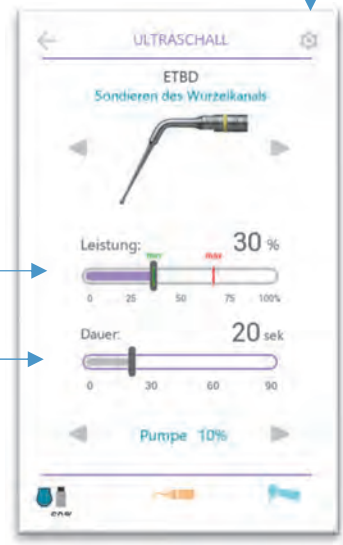 ULTRASCHALL
ETBD
Sondieren des Wurzelkanals
Leistung: 30 %
max
0 25 50 75 100%
Dauer: 20 sek
0 30 60 90
Pumpe 10%